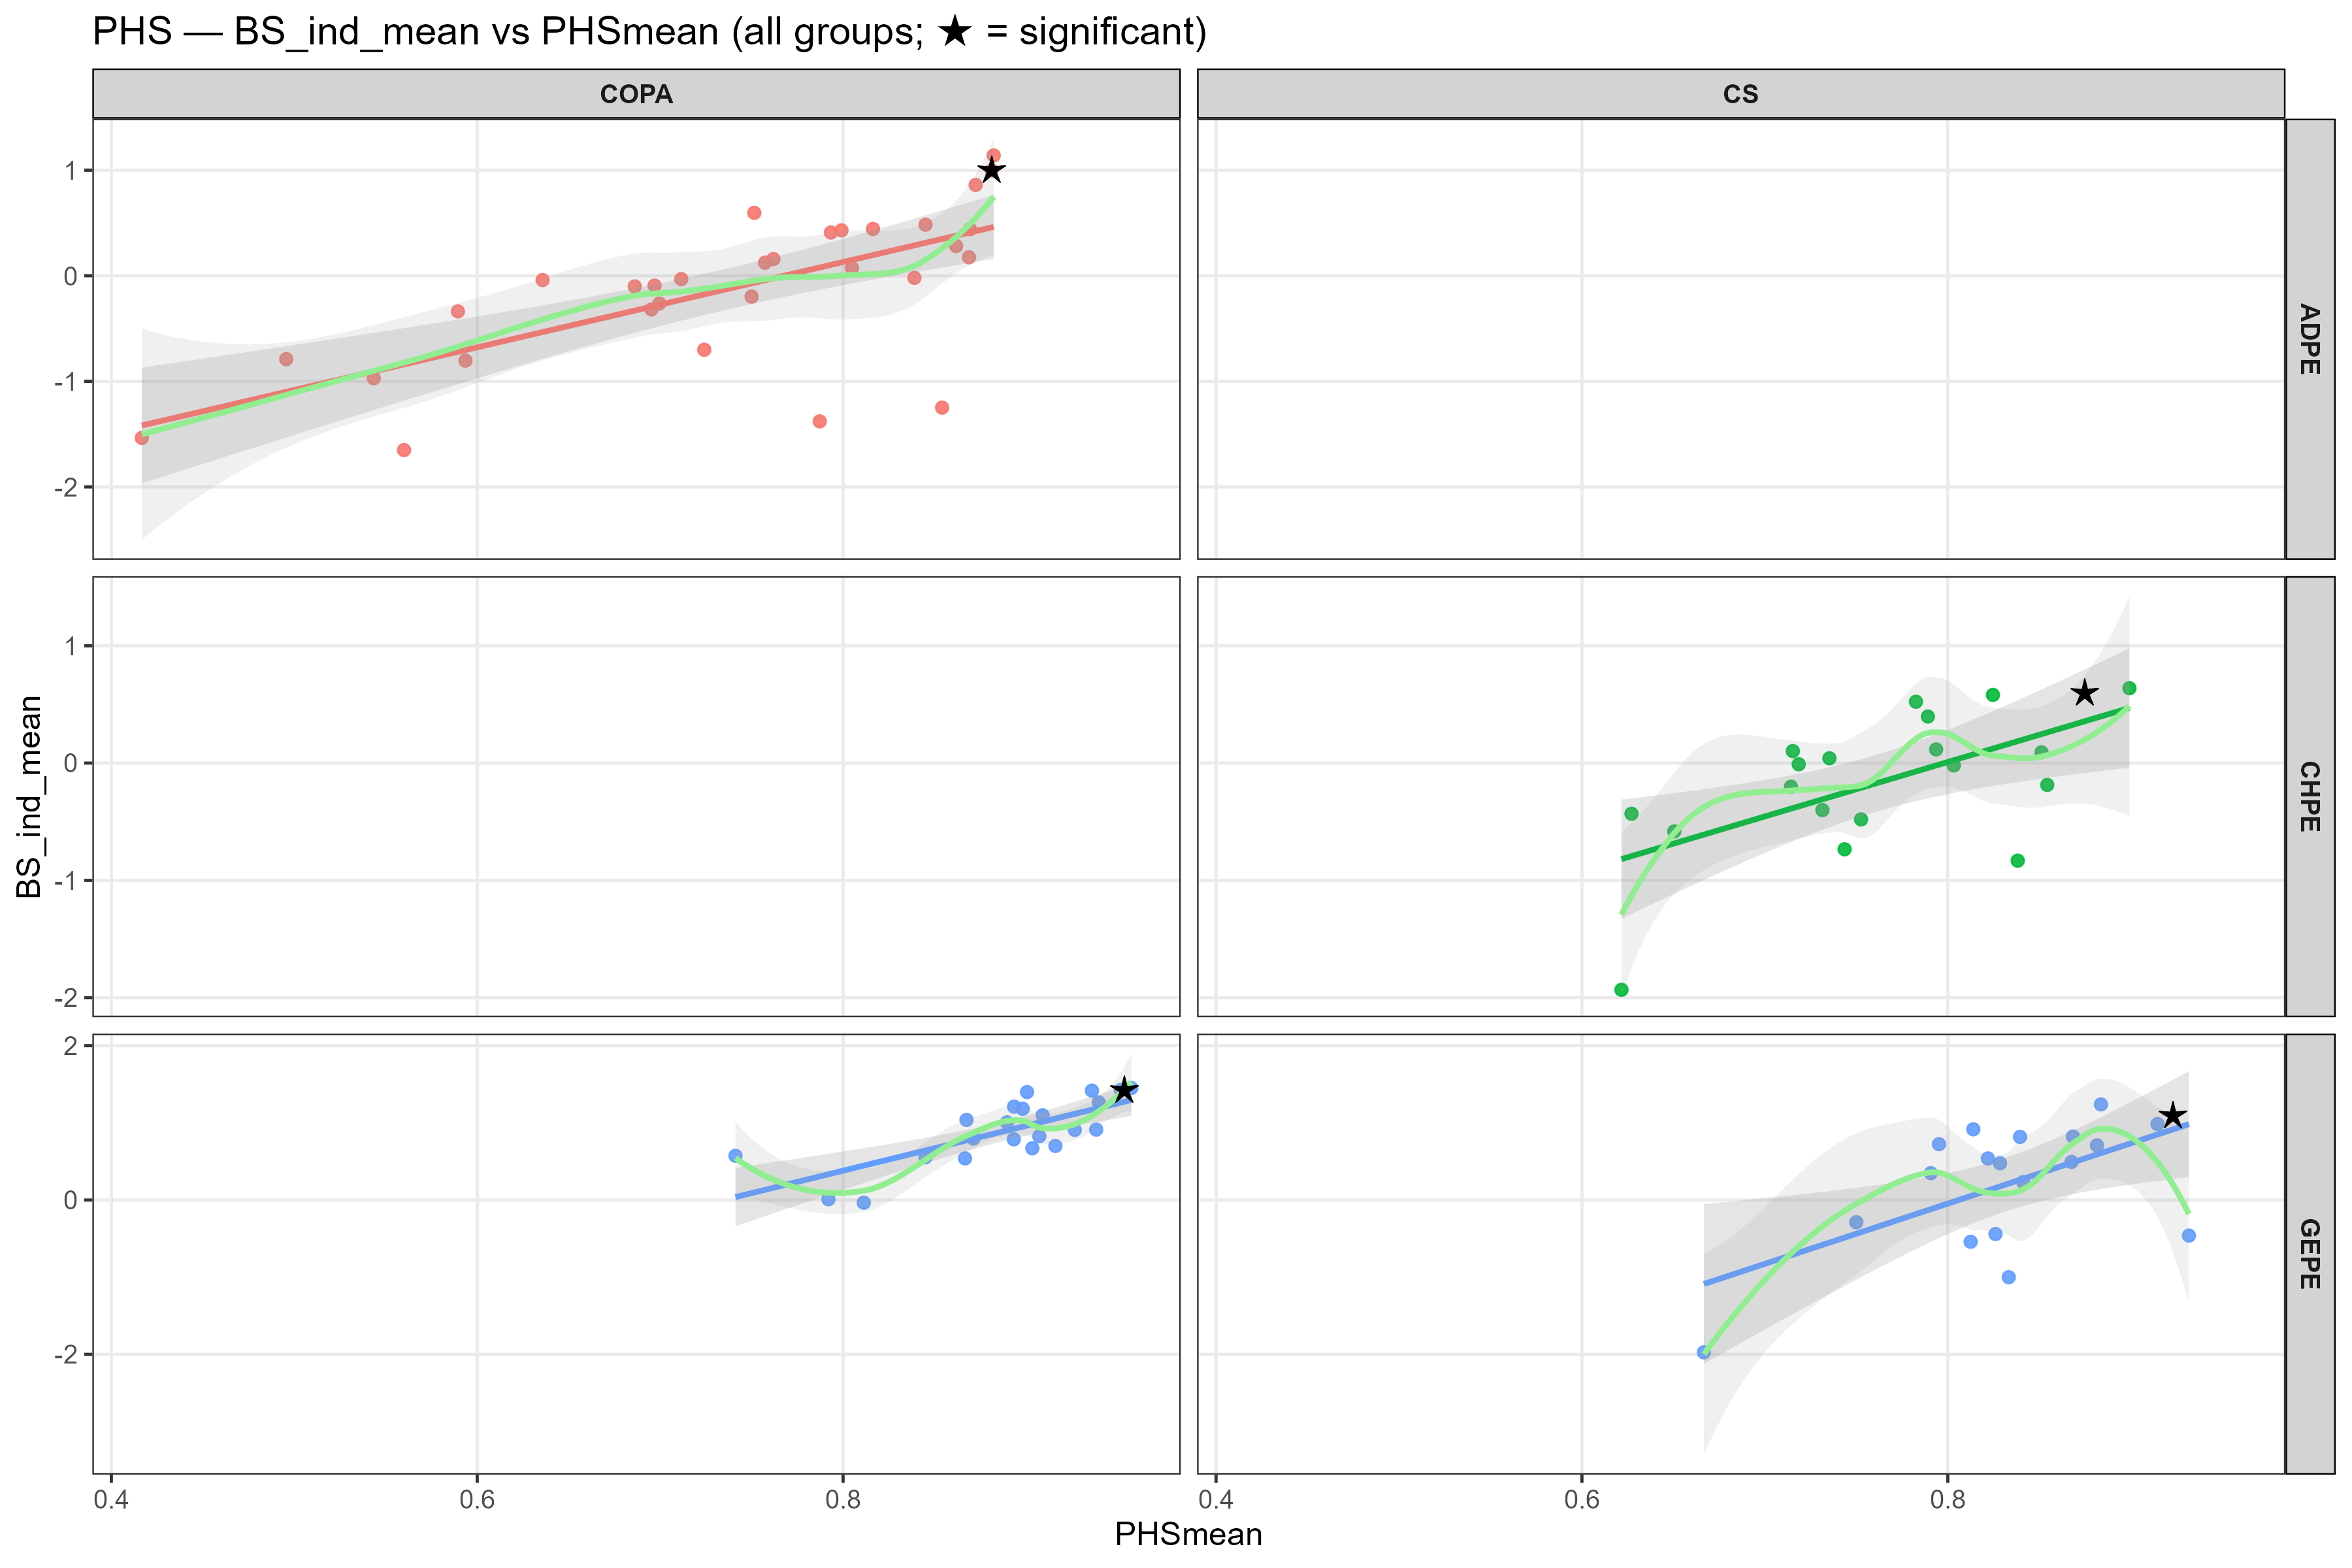 PHS — BS_ind_mean vs PHSmean (all groups; ★ = significant)
COPA
CS
1
0
-1
-2
ADPE
1
0
-1
-2
CHPE
2
0
-2
GEPE
BS_ind_mean
0.4
0.6
0.8
0.4
0.6
0.8
PHSmean